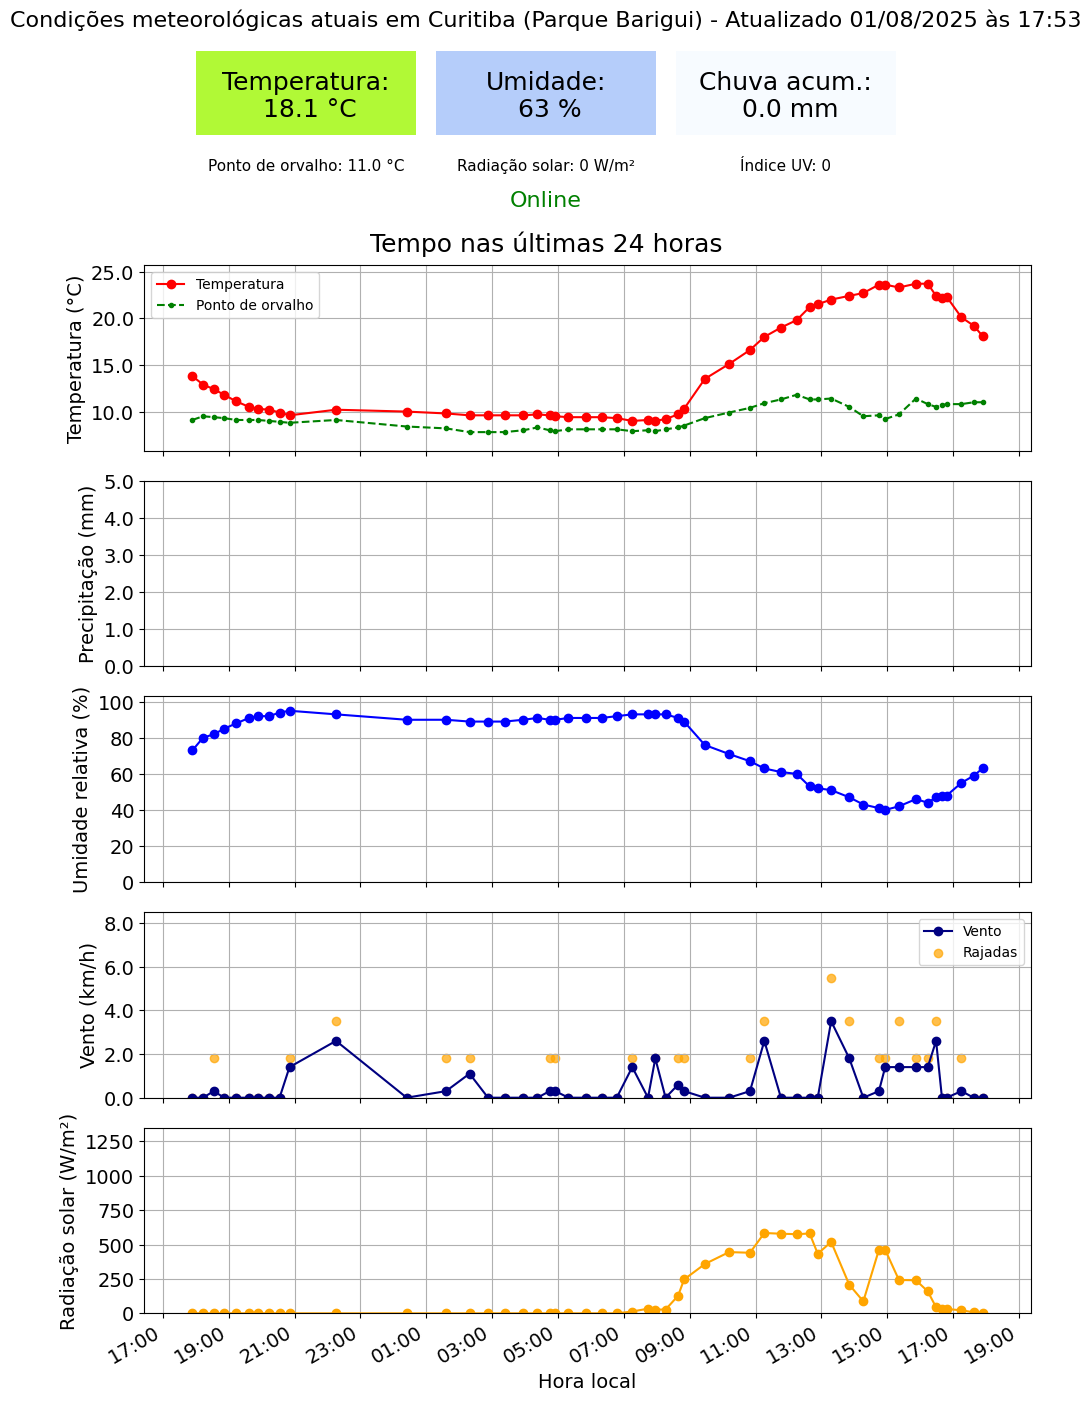 Condições meteorológicas atuais em Curitiba (Parque Barigui) - Atualizado 01/08/2025 às 17:53
Temperatura:
18.1 °C
Umidade:
63 %
Chuva acum.:
0.0 mm
Ponto de orvalho: 11.0 °C
Radiação solar: 0 W/m²
Índice UV: 0
Online
Tempo nas últimas 24 horas
Temperatura (°C)
25.0
20.0
15.0
10.0
Temperatura
Ponto de orvalho
Precipitação (mm)
5.0
4.0
3.0
2.0
1.0
0.0
Umidade relativa (%)
100
80
60
40
20
0
Vento (km/h)
8.0
6.0
4.0
2.0
0.0
Vento
Rajadas
Radiação solar (W/m²)
1250
1000
750
500
250
0
17:00
19:00
21:00
23:00
01:00
03:00
05:00
07:00
09:00
11:00
13:00
15:00
17:00
19:00
Hora local